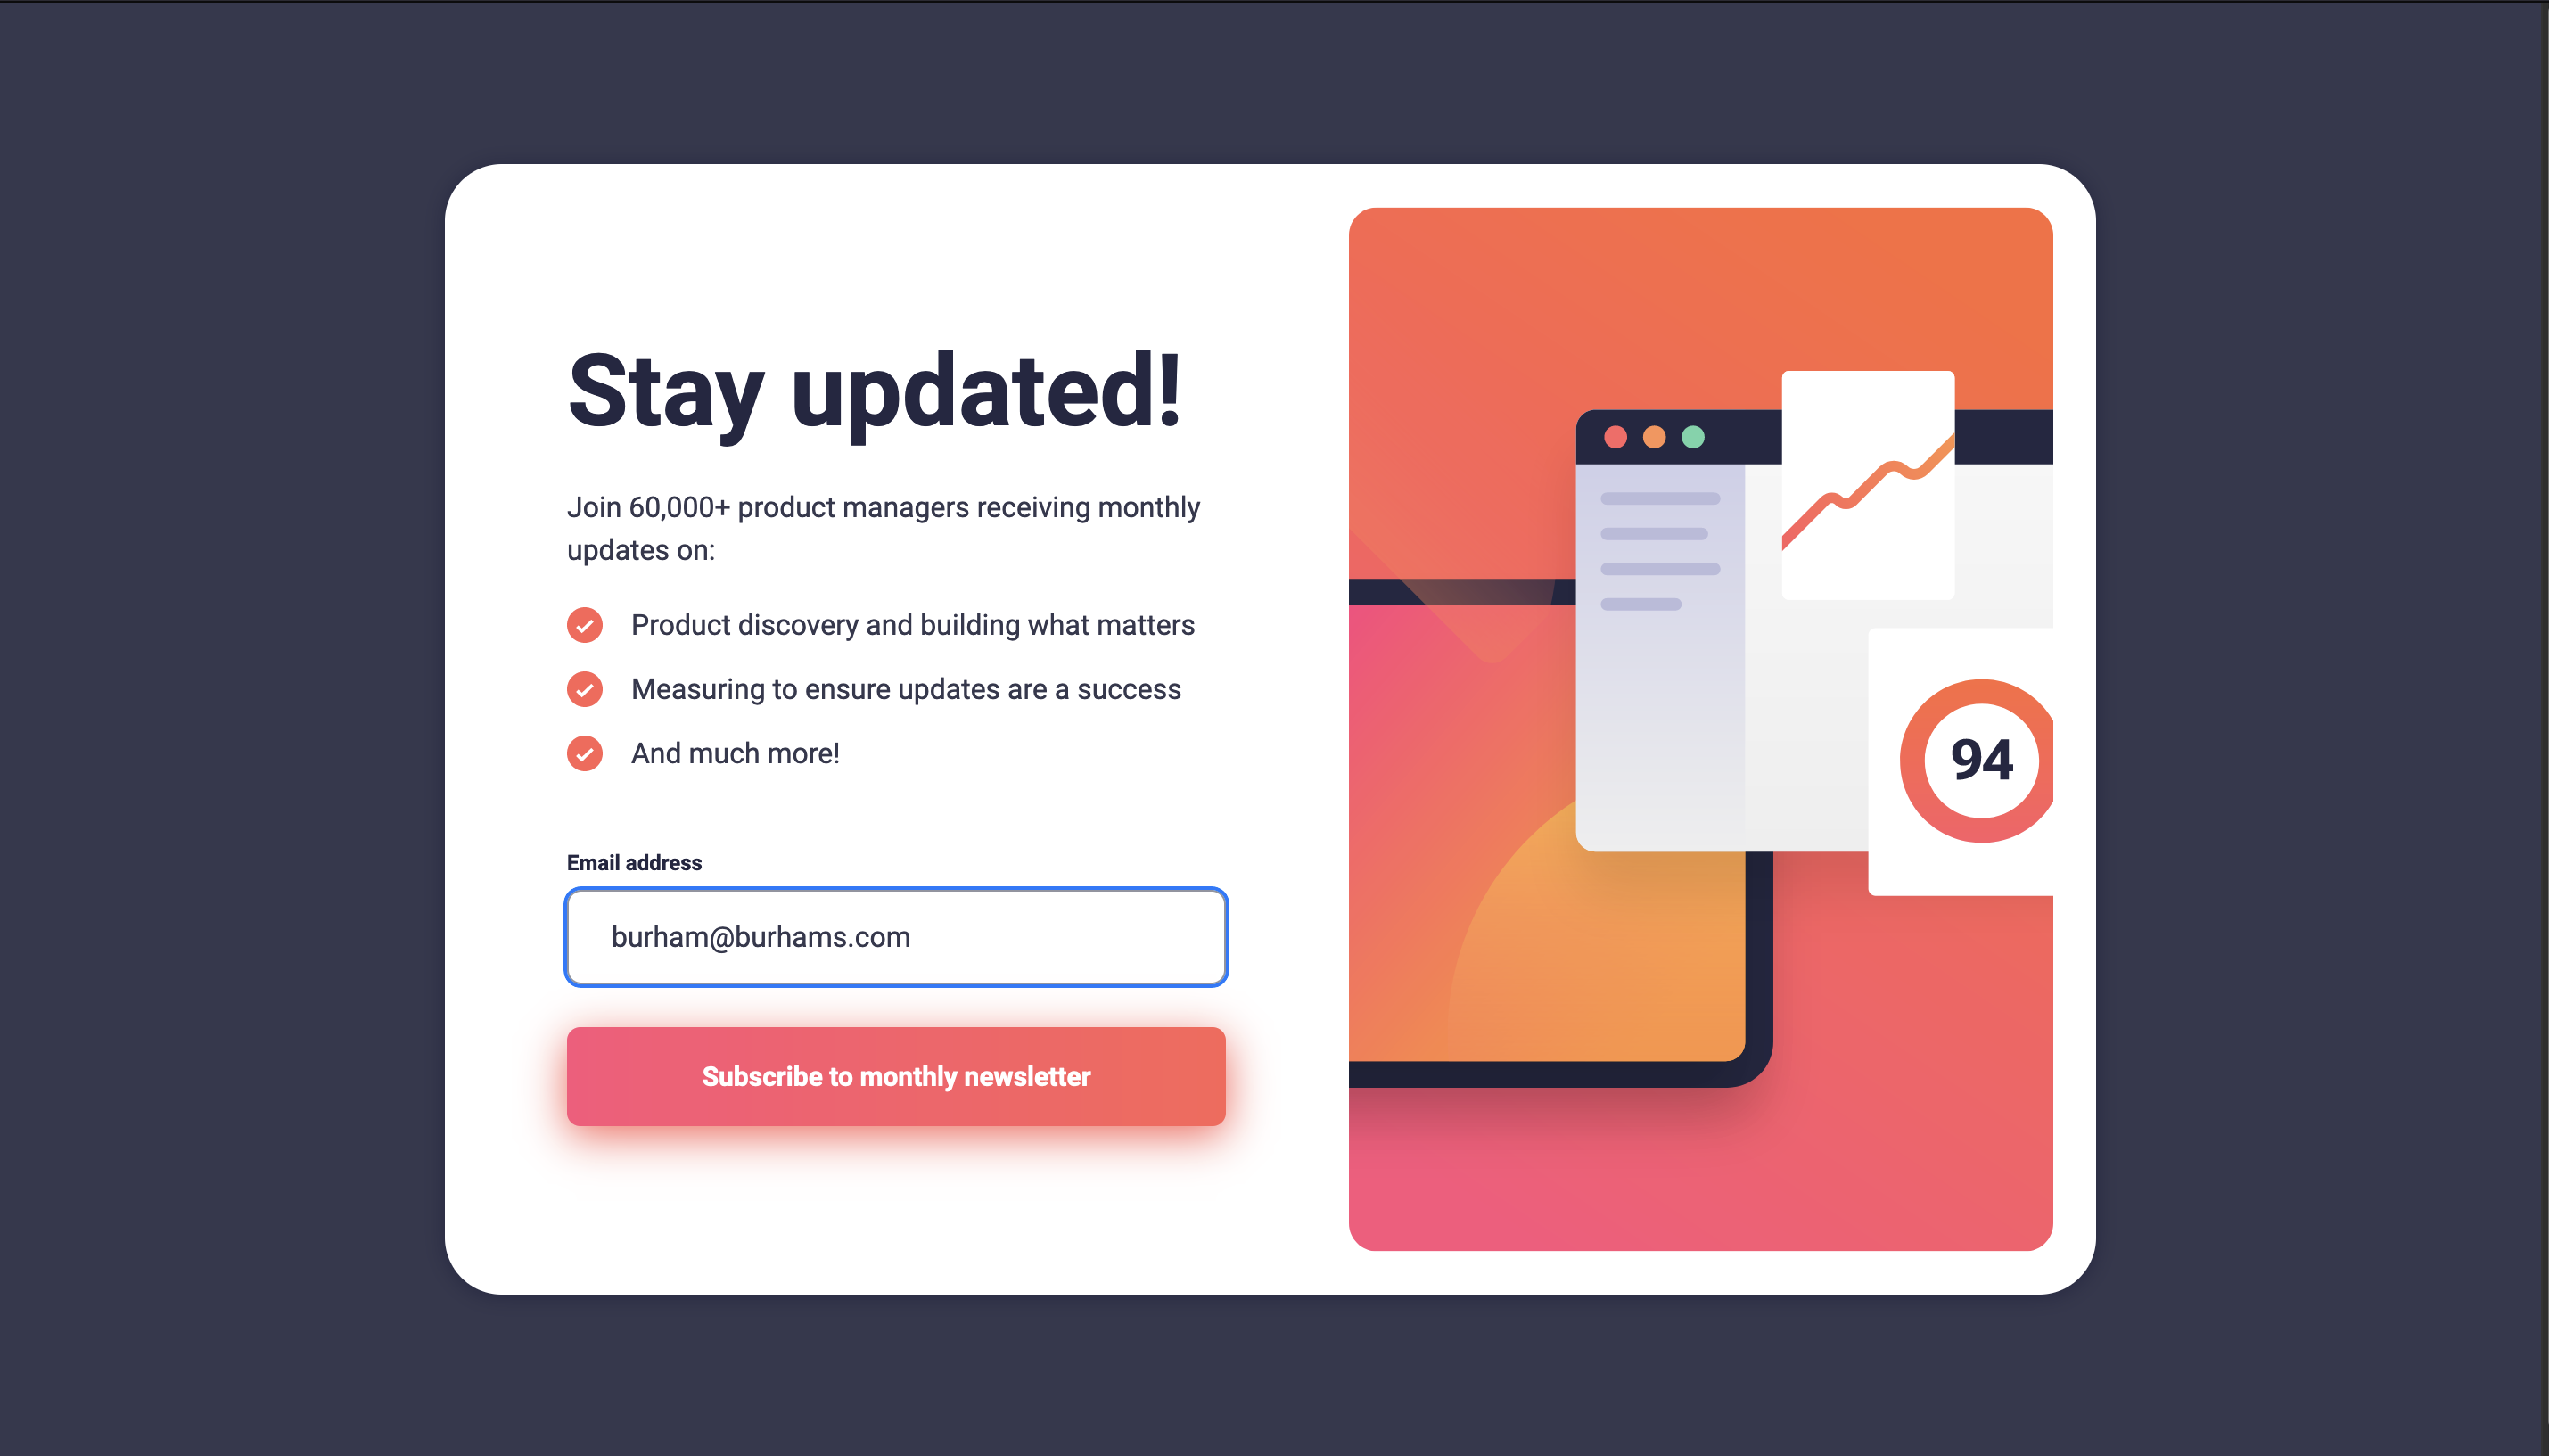 Stay updated!
Join 60,000+ product managers receiving monthly
updates on:
Product discovery and building what matters
Measuring to ensure updates are a success
And much more!
Email address
burham@burhams.com
Subscribe to monthly newsletter
94